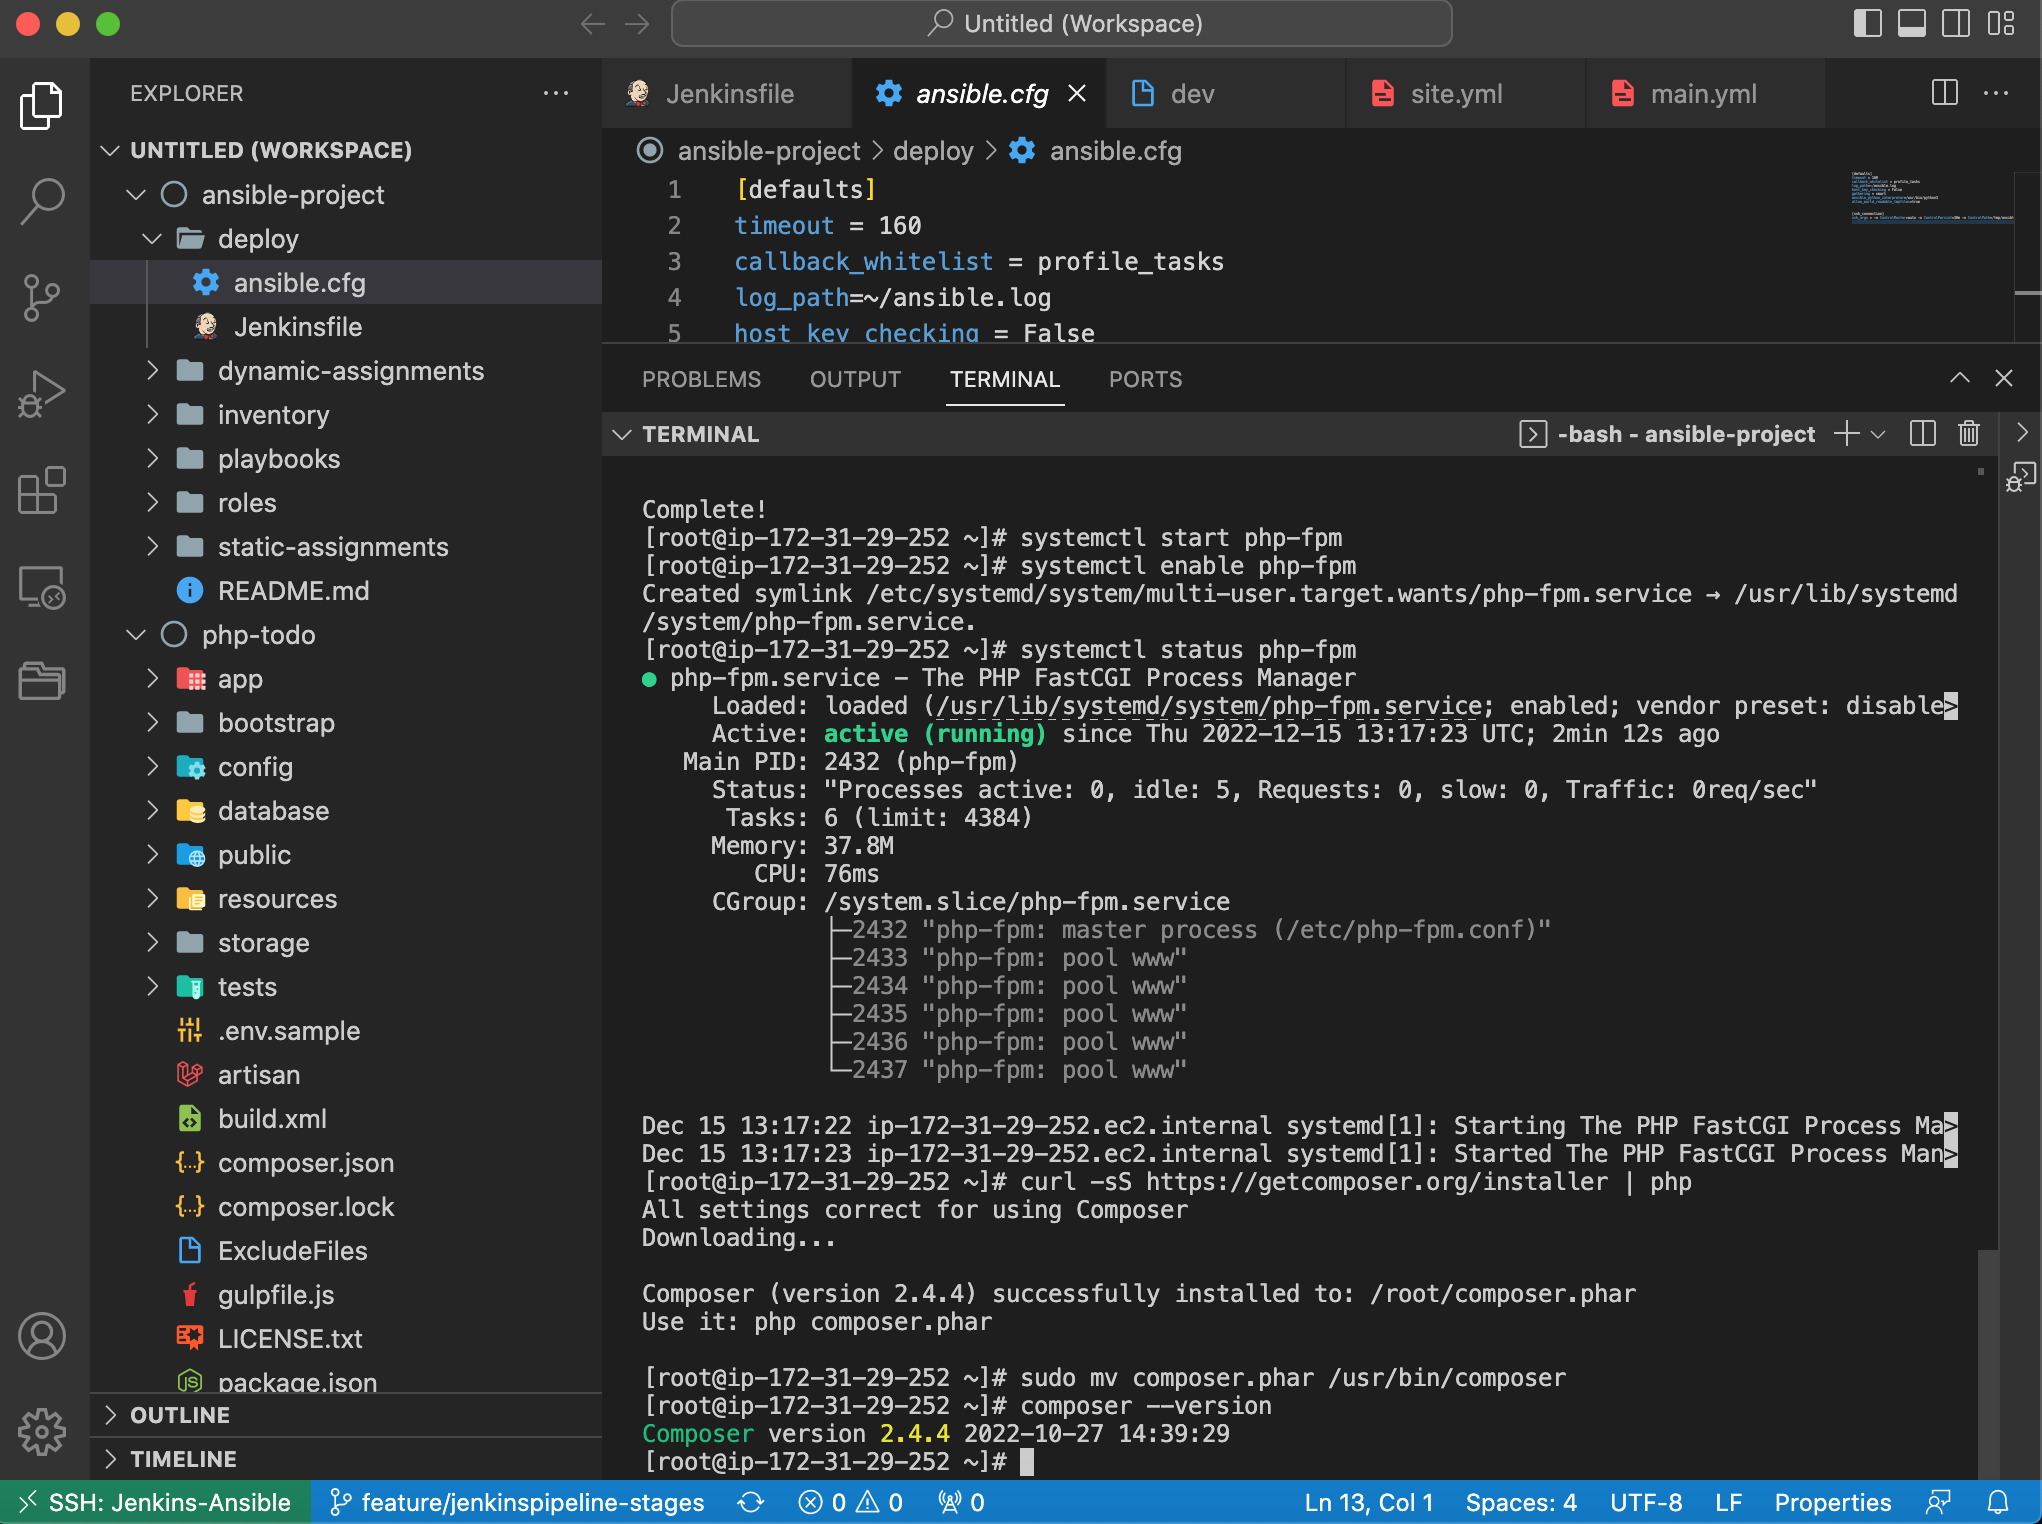 Untitled (Workspace)
EXPLORER
UNTITLED (WORKSPACE)
ansible-project
deploy
ansible.cfg
Jenkinsfile
dynamic-assignments
inventory
playbooks
roles
static-assignments
README.md
php-todo
app
bootstrap
config
database
public
resources
storage
tests
.env.sample
artisan
build.xml
composer.json
composer.lock
ExcludeFiles
gulpfile.js
LICENSE.txt
package.json
OUTLINE
TIMELINE
Jenkinsfile
ansible.cfg
dev
site.yml
main.yml
ansible-project > deploy > ansible.cfg
1 [defaults]
2 timeout = 160
3 callback_whitelist = profile_tasks
4 log_path=~/ansible.log
5 host_key_checking = False
PROBLEMS OUTPUT TERMINAL PORTS
TERMINAL
-bash - ansible-project
Complete!
[root@ip-172-31-29-252 ~]# systemctl start php-fpm
[root@ip-172-31-29-252 ~]# systemctl enable php-fpm
Created symlink /etc/systemd/system/multi-user.target.wants/php-fpm.service → /usr/lib/systemd
/system/php-fpm.service.
[root@ip-172-31-29-252 ~]# systemctl status php-fpm
● php-fpm.service - The PHP FastCGI Process Manager
Loaded: loaded (/usr/lib/systemd/system/php-fpm.service; enabled; vendor preset: disable>
Active: active (running) since Thu 2022-12-15 13:17:23 UTC; 2min 12s ago
Main PID: 2432 (php-fpm)
Status: "Processes active: 0, idle: 5, Requests: 0, slow: 0, Traffic: 0req/sec"
Tasks: 6 (limit: 4384)
Memory: 37.8M
CPU: 76ms
CGroup: /system.slice/php-fpm.service
├─2432 "php-fpm: master process (/etc/php-fpm.conf)"
├─2433 "php-fpm: pool www"
├─2434 "php-fpm: pool www"
├─2435 "php-fpm: pool www"
├─2436 "php-fpm: pool www"
└─2437 "php-fpm: pool www"
Dec 15 13:17:22 ip-172-31-29-252.ec2.internal systemd[1]: Starting The PHP FastCGI Process Ma>
Dec 15 13:17:23 ip-172-31-29-252.ec2.internal systemd[1]: Started The PHP FastCGI Process Man>
[root@ip-172-31-29-252 ~]# curl -sS https://getcomposer.org/installer | php
All settings correct for using Composer
Downloading...
Composer (version 2.4.4) successfully installed to: /root/composer.phar
Use it: php composer.phar
[root@ip-172-31-29-252 ~]# sudo mv composer.phar /usr/bin/composer
[root@ip-172-31-29-252 ~]# composer --version
Composer version 2.4.4 2022-10-27 14:39:29
[root@ip-172-31-29-252 ~]#
SSH: Jenkins-Ansible feature/jenkinspipeline-stages 0 0 0 Ln 13, Col 1 Spaces: 4 UTF-8 LF Properties